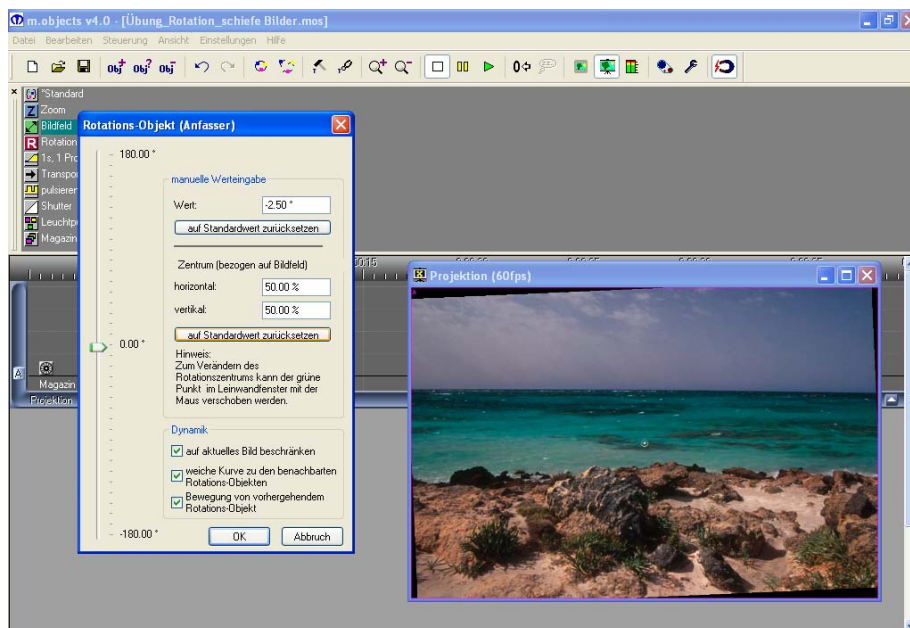 m.objects v4.0 - [Übung_Rotation_schiefe Bilder.mos]
Datei Bearbeiten Steuerung Ansicht Einstellungen Hilfe
"Standard
Zoom
Bildfeld
Rotation
1s, 1 Pro
Transpo
pulsieren
Shutter
Leuchtp
Magazin
Rotations-Objekt (Anfasser)
180.00 °
manuelle Werteingabe
Wert: -2.50 °
auf Standardwert zurücksetzen
Zentrum (bezogen auf Bildfeld)
horizontal: 50.00 %
vertikal: 50.00 %
auf Standardwert zurücksetzen
0.00 °
Hinweis:
Zum Verändern des
Rotationszentrums kann der grüne
Punkt im Leinwandfenster mit der
Maus verschoben werden.
Dynamik
auf aktuelles Bild beschränken
weiche Kurve zu den benachbarten
Rotations-Objekten
Bewegung von vorhergehendem
Rotations-Objekt
-180.00 °
OK Abbruch
Projektion (60fps)
A
Magazin
Projektion